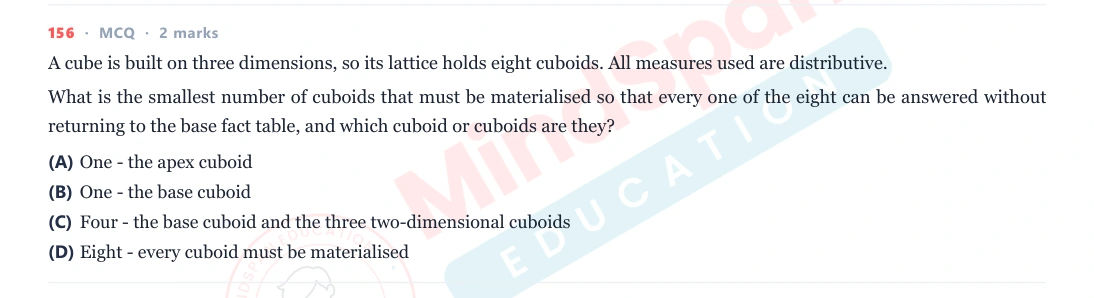 156 · MCQ · 2 marks
A cube is built on three dimensions, so its lattice holds eight cuboids. All measures used are distributive.
What is the smallest number of cuboids that must be materialised so that every one of the eight can be answered without
returning to the base fact table, and which cuboid or cuboids are they?
(A) One - the apex cuboid
(B) One - the base cuboid
(C) Four - the base cuboid and the three two-dimensional cuboids
(D) Eight - every cuboid must be materialised
MindSpan
EDUCATION